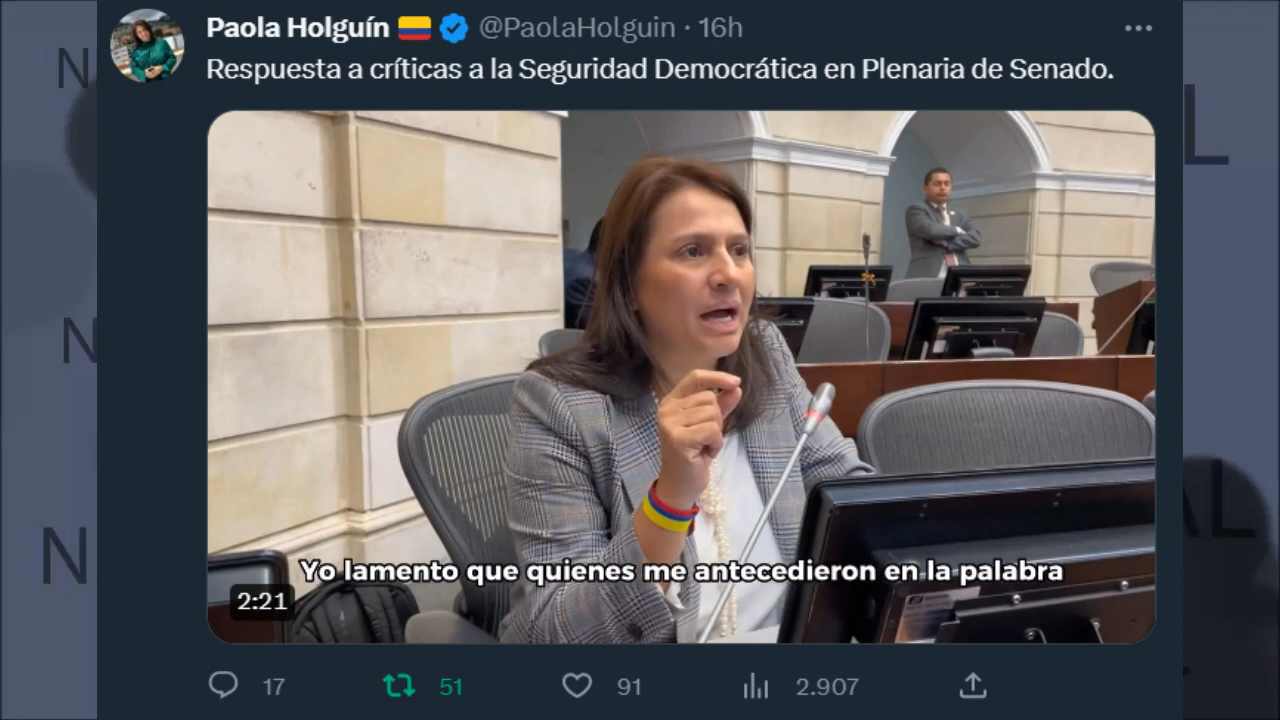 Paola Holguín 🇨🇴 @PaolaHolguin · 16h
Respuesta a críticas a la Seguridad Democrática en Plenaria de Senado.
Yo lamento que quienes me antecedieron en la palabra
2:21
17 51 91 2.907